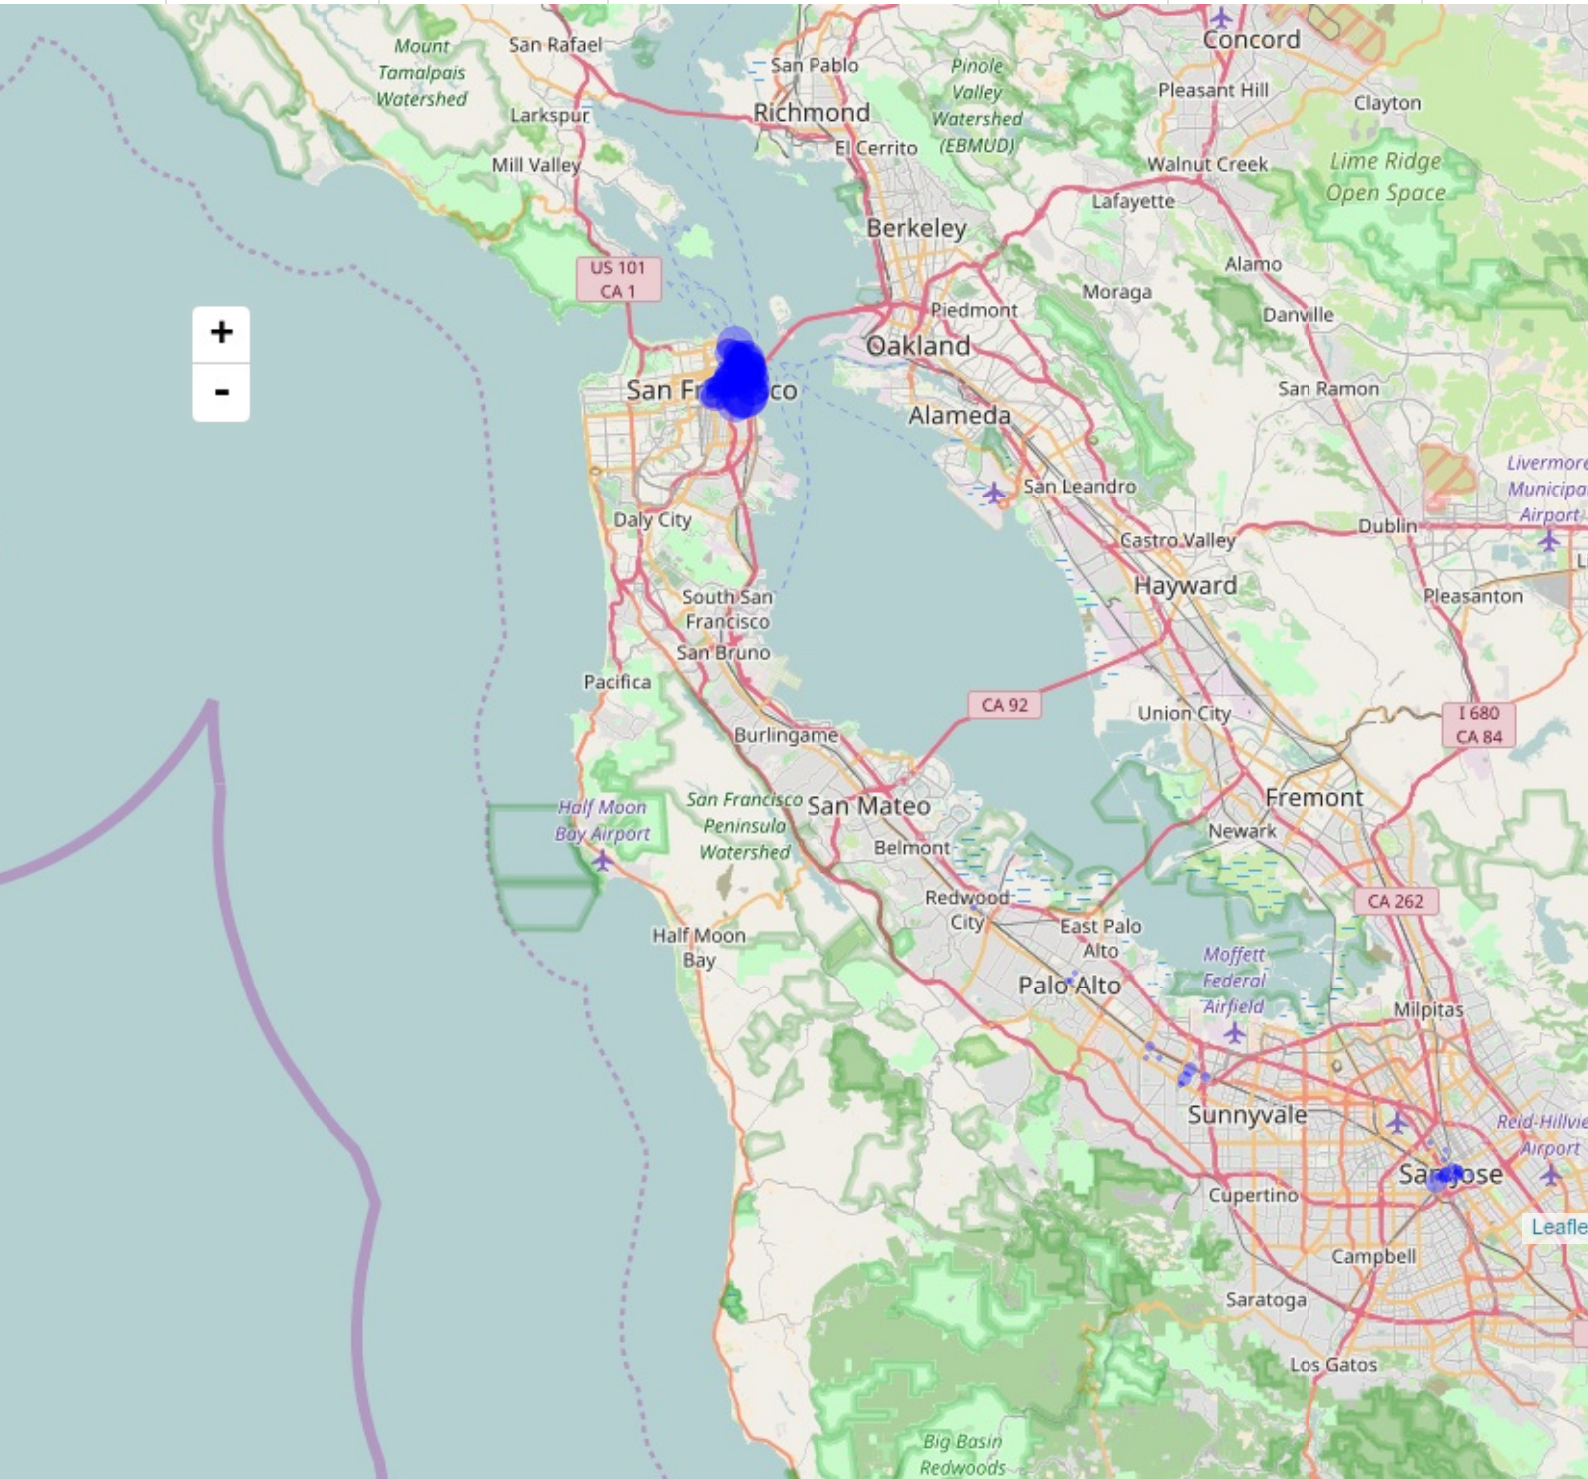 San Rafael
Mount
Tamalpais
Watershed
San Pablo
Pinole
Valley
Watershed
(EBMUD)
Concord
Pleasant Hill
Clayton
Larkspur
Richmond
El Cerrito
Mill Valley
Walnut Creek
Lime Ridge
Open Space
Lafayette
Berkeley
US 101
CA 1
Alamo
Moraga
Danville
Piedmont
+
-
Oakland
San Fr
co
San Ramon
Alameda
Livermore
Municipa
Airport
San Leandro
Daly City
Dublin
Castro Valley
Hayward
Pleasanton
South San
Francisco
San Bruno
Pacifica
CA 92
Union City
I 680
CA 84
Burlingame
Half Moon
Bay Airport
San Francisco
Peninsula
Watershed
San Mateo
Fremont
Newark
Belmont
Redwood
City
CA 262
East Palo
Alto
Half Moon
Bay
Moffett
Federal
Airfield
Palo Alto
Milpitas
Sunnyvale
Reid-Hillvie
Airport
San Jose
Cupertino
Leafle
Campbell
Saratoga
Los Gatos
Big Basin
Redwoods